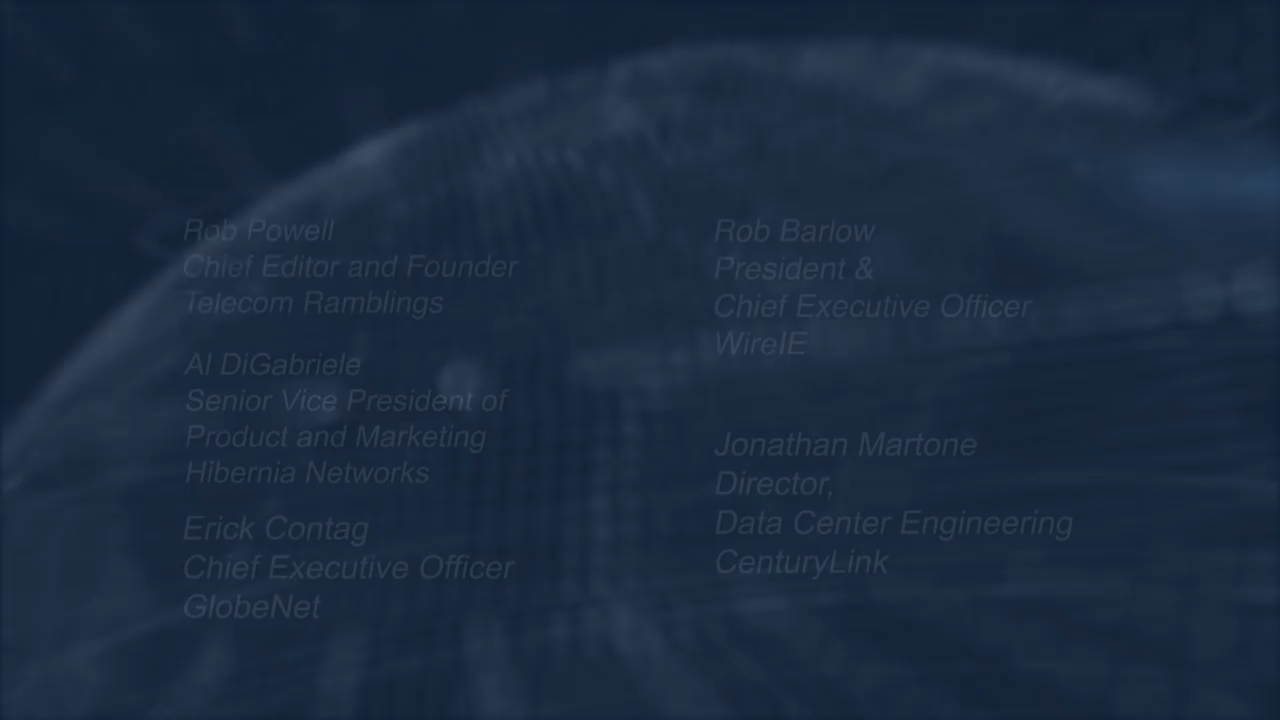 Rob Powell
Chief Editor and Founder
Telecom Ramblings
Al DiGabriele
Senior Vice President of
Product and Marketing
Hibernia Networks
Erick Contag
Chief Executive Officer
GlobeNet
Rob Barlow
President &
Chief Executive Officer
WireIE
Jonathan Martone
Director,
Data Center Engineering
CenturyLink